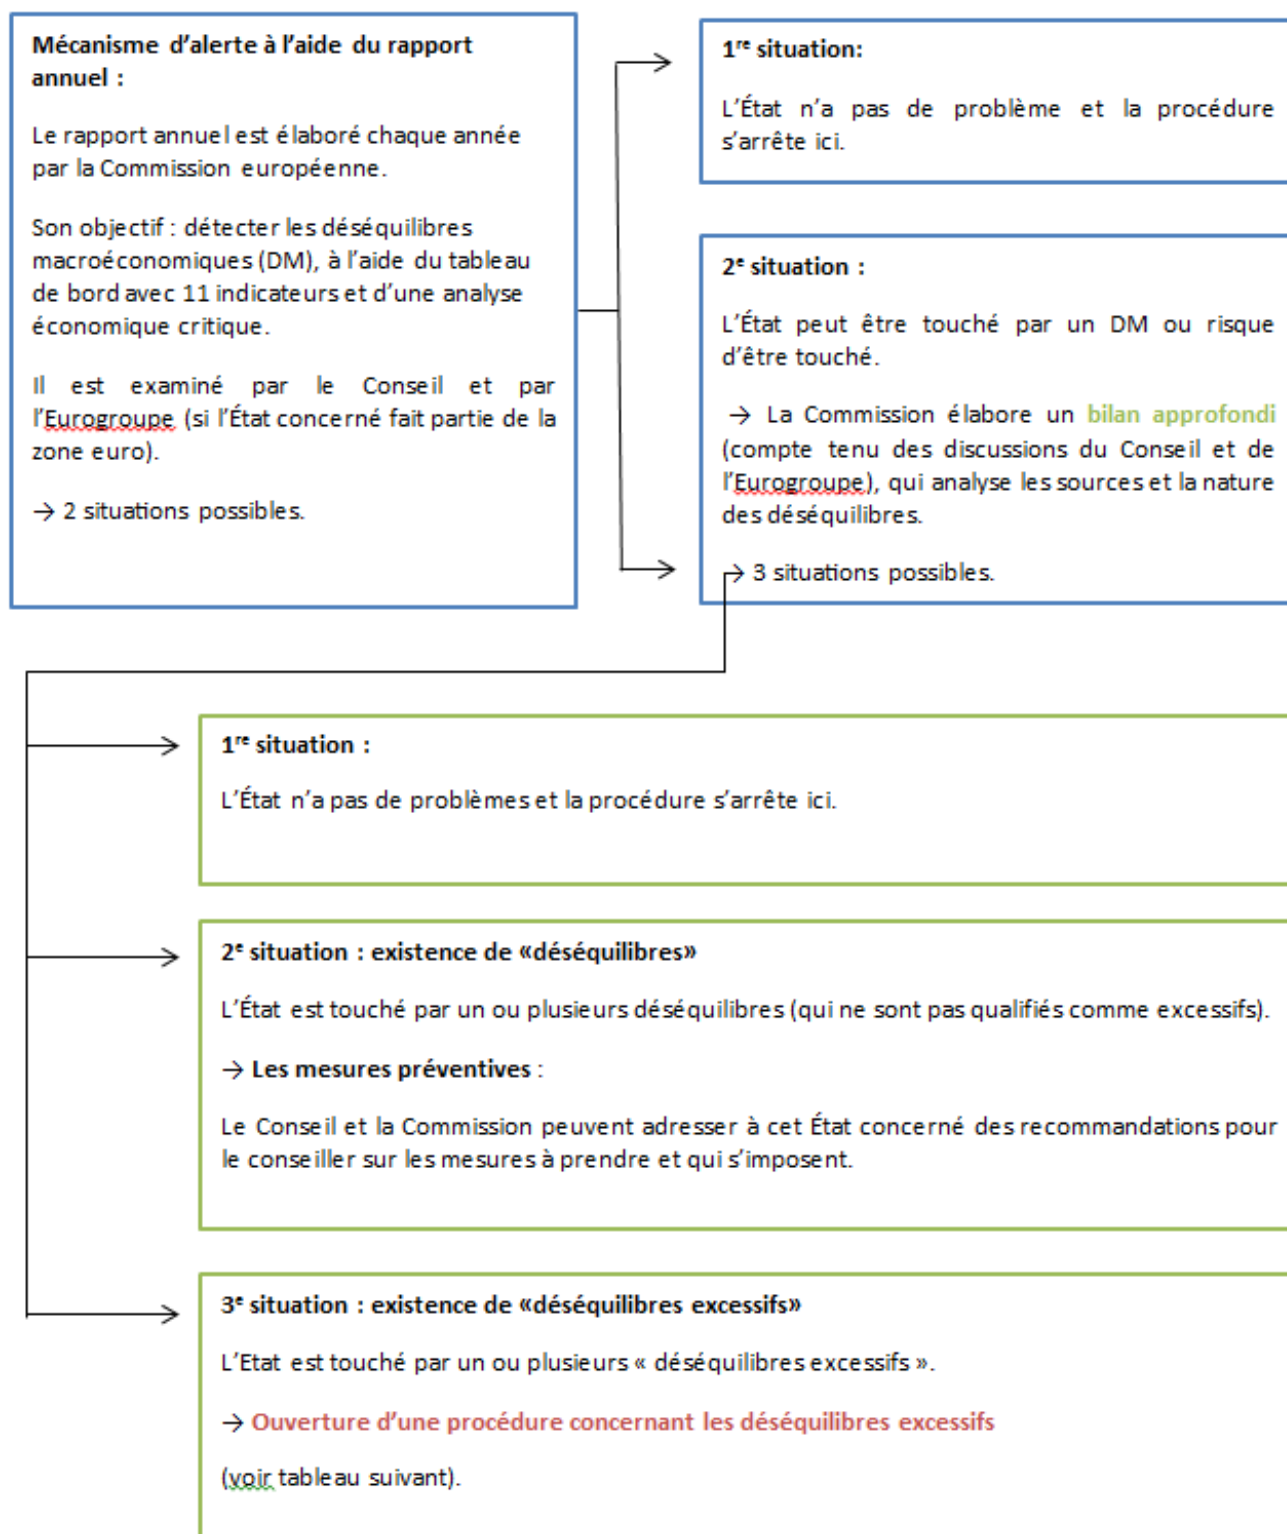 Mécanisme d'alerte à l'aide du rapport
annuel :
Le rapport annuel est élaboré chaque année
par la Commission européenne.
Son objectif : détecter les déséquilibres
macroéconomiques (DM), à l'aide du tableau
de bord avec 11 indicateurs et d'une analyse
économique critique.
Il est examiné par le Conseil et par
l'Eurogroupe (si l'État concerné fait partie de la
zone euro).
→ 2 situations possibles.
1re situation:
L'État n'a pas de problème et la procédure
s'arrête ici.
2e situation :
L'État peut être touché par un DM ou risque
d'être touché.
→ La Commission élabore un bilan approfondi
(compte tenu des discussions du Conseil et de
l'Eurogroupe), qui analyse les sources et la nature
des déséquilibres.
→ 3 situations possibles.
1re situation :
L'État n'a pas de problèmes et la procédure s'arrête ici.
2e situation : existence de «déséquilibres»
L'État est touché par un ou plusieurs déséquilibres (qui ne sont pas qualifiés comme excessifs).
→ Les mesures préventives :
Le Conseil et la Commission peuvent adresser à cet État concerné des recommandations pour
le conseiller sur les mesures à prendre et qui s'imposent.
3e situation : existence de «déséquilibres excessifs»
L'Etat est touché par un ou plusieurs « déséquilibres excessifs ».
→ Ouverture d'une procédure concernant les déséquilibres excessifs
(voir tableau suivant).